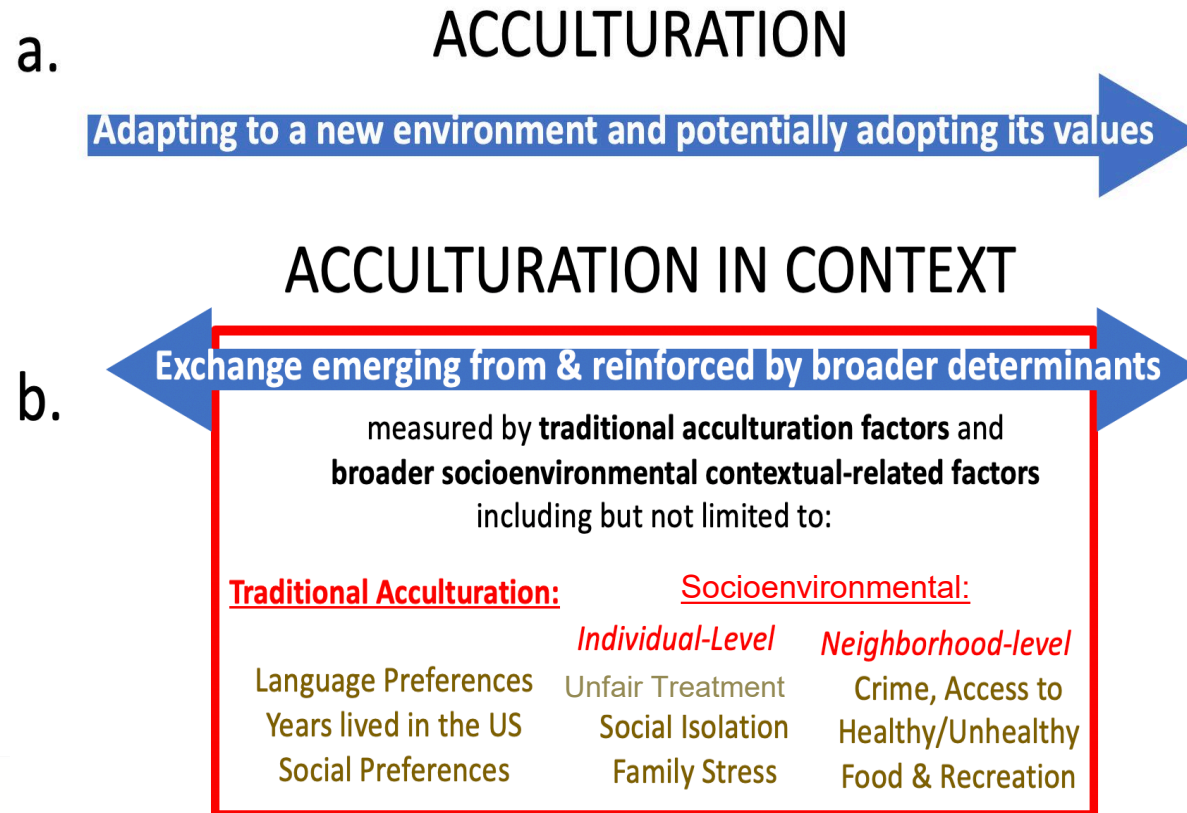 a.
ACCULTURATION
Adapting to a new environment and potentially adopting its values
ACCULTURATION IN CONTEXT
b.
Exchange emerging from & reinforced by broader determinants
measured by traditional acculturation factors and
broader socioenvironmental contextual-related factors
including but not limited to:
Traditional Acculturation:
Language Preferences
Years lived in the US
Social Preferences
Socioenvironmental:
Individual-Level
Unfair Treatment
Social Isolation
Family Stress
Neighborhood-level
Crime, Access to
Healthy/Unhealthy
Food & Recreation